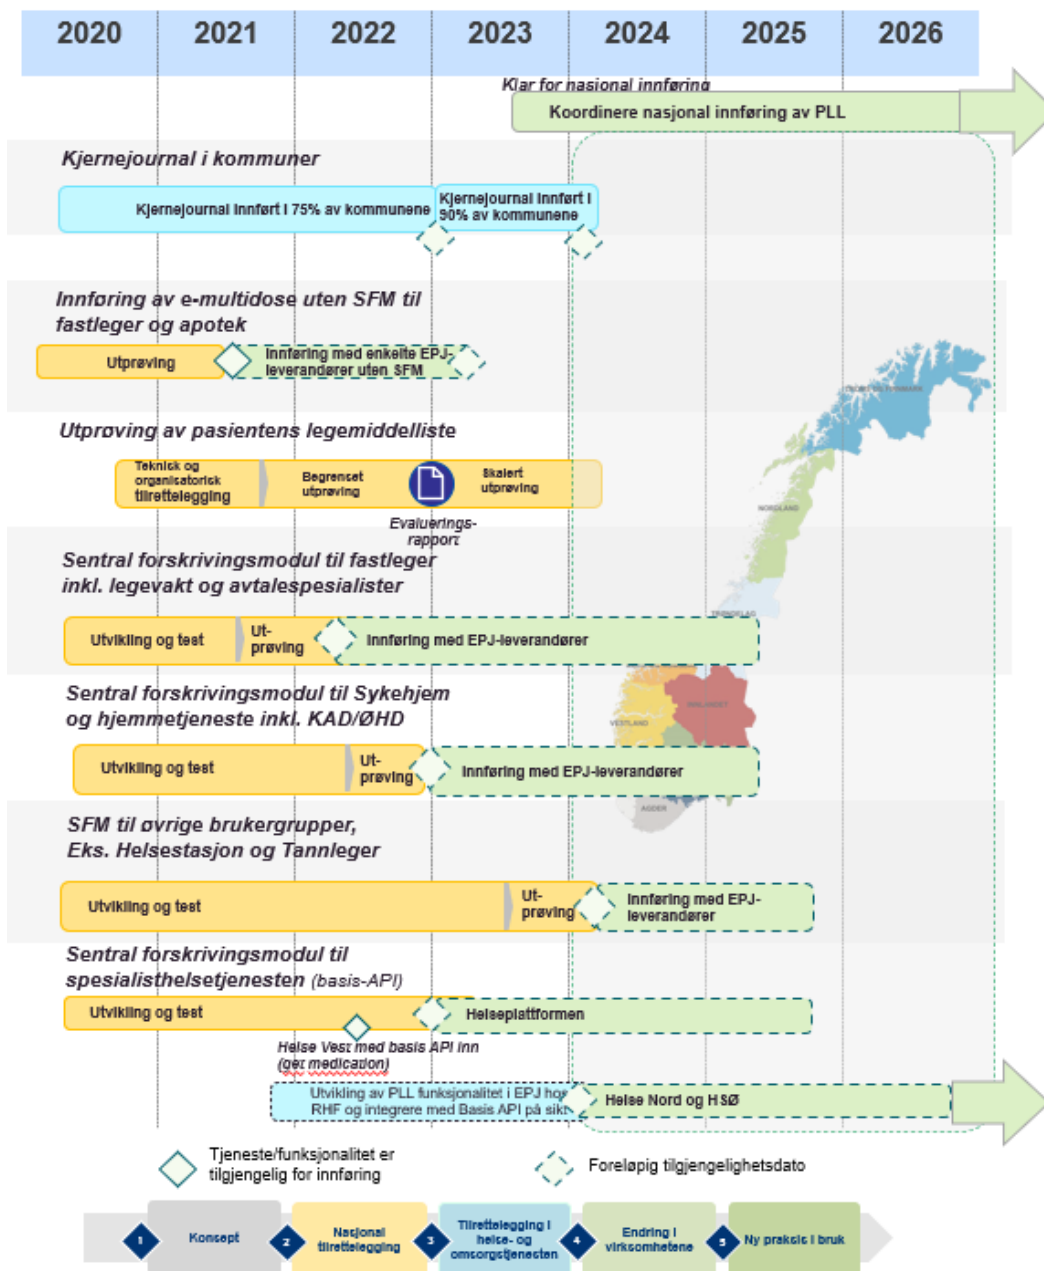 2020 2021 2022 2023 2024 2025 2026
Klar for nasional innføring
Koordinere nasjonal innføring av PLL
Kjernejournal i kommuner
Kjernejournal innført i 75% av kommunene
Kjernejournal innført i
90% av kommunene
Innføring av e-multidose uten SFM til
fastleger og apotek
Utprøving
Innføring med enkelte EPJ-
leverandører uten SFM
Utprøving av pasientens legemiddelliste
Teknisk og
organisatorisk
tilrettelegging
Begrenset
utprøving
Skalert
utprøving
Evaluerings-
rapport
NORDLAND
TRØNDELAG
Sentral forskrivingsmodul til fastleger
inkl. legevakt og avtalespesialister
Utvikling og test
Ut-
prøving
Innføring med EPJ-leverandører
Sentral forskrivingsmodul til Sykehjem
og hjemmetjeneste inkl. KAD/ØHD
INNLANDET
VESTLAND
Utvikling og test
Ut-
prøving
Innføring med EPJ-leverandører
AGDER
SFM til øvrige brukergrupper,
Eks. Helsestasjon og Tannleger
Utvikling og test
Ut-
prøving
Innføring med EPJ-
leverandører
Sentral forskrivingsmodul til
spesialisthelsetjenesten (basis-API)
Utvikling og test
Helseplattformen
Helse Vest med basis API inn
(get medication)
Utvikling av PLL funksjonalitet i EPJ hos
RHF og integrere med Basis API på sikt
Helse Nord og HSØ
Tjeneste/funksjonalitet er
tilgjengelig for innføring
Foreløpig tilgjengelighetsdato
1
Konsept
2
Nasjonal
tilrettelegging
3
Tilrettelegging i
helse- og
omsorgstjenesten
4
Endring i
virksomhetene
5
Ny praksis i bruk